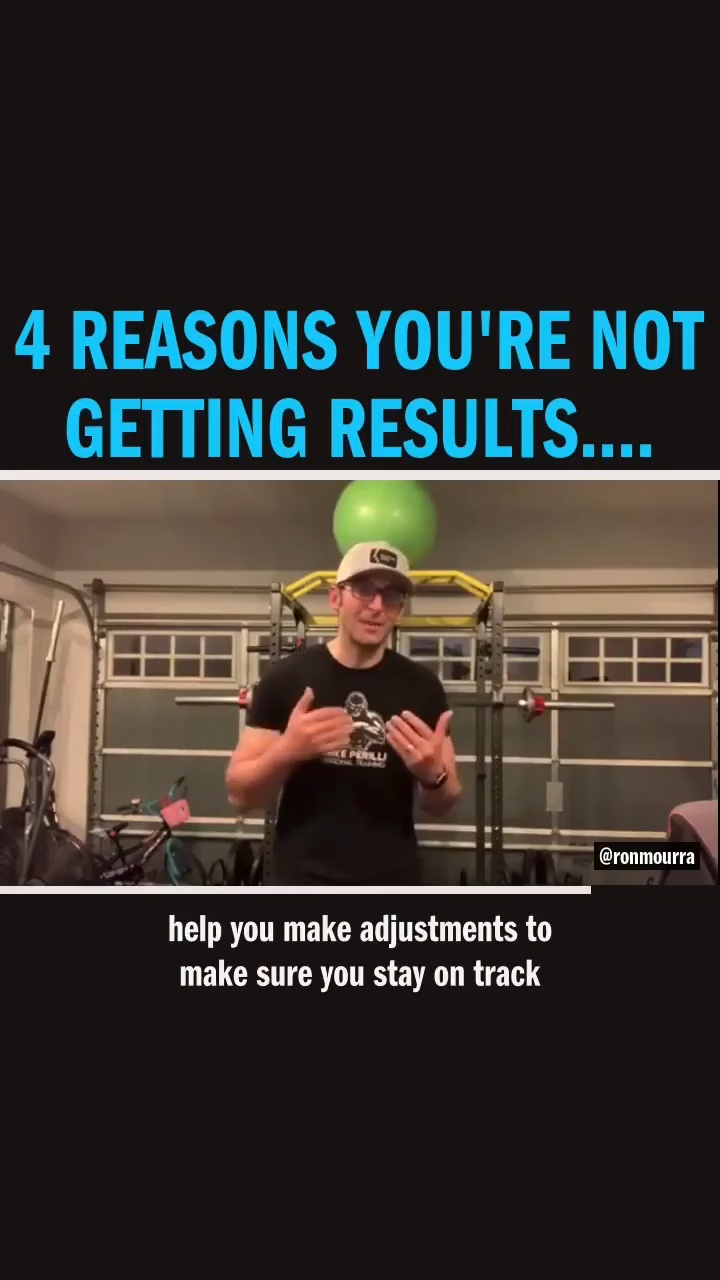 4 REASONS YOU'RE NOT
GETTING RESULTS....
PERILLI
@ronmourra
help you make adjustments to
make sure you stay on track